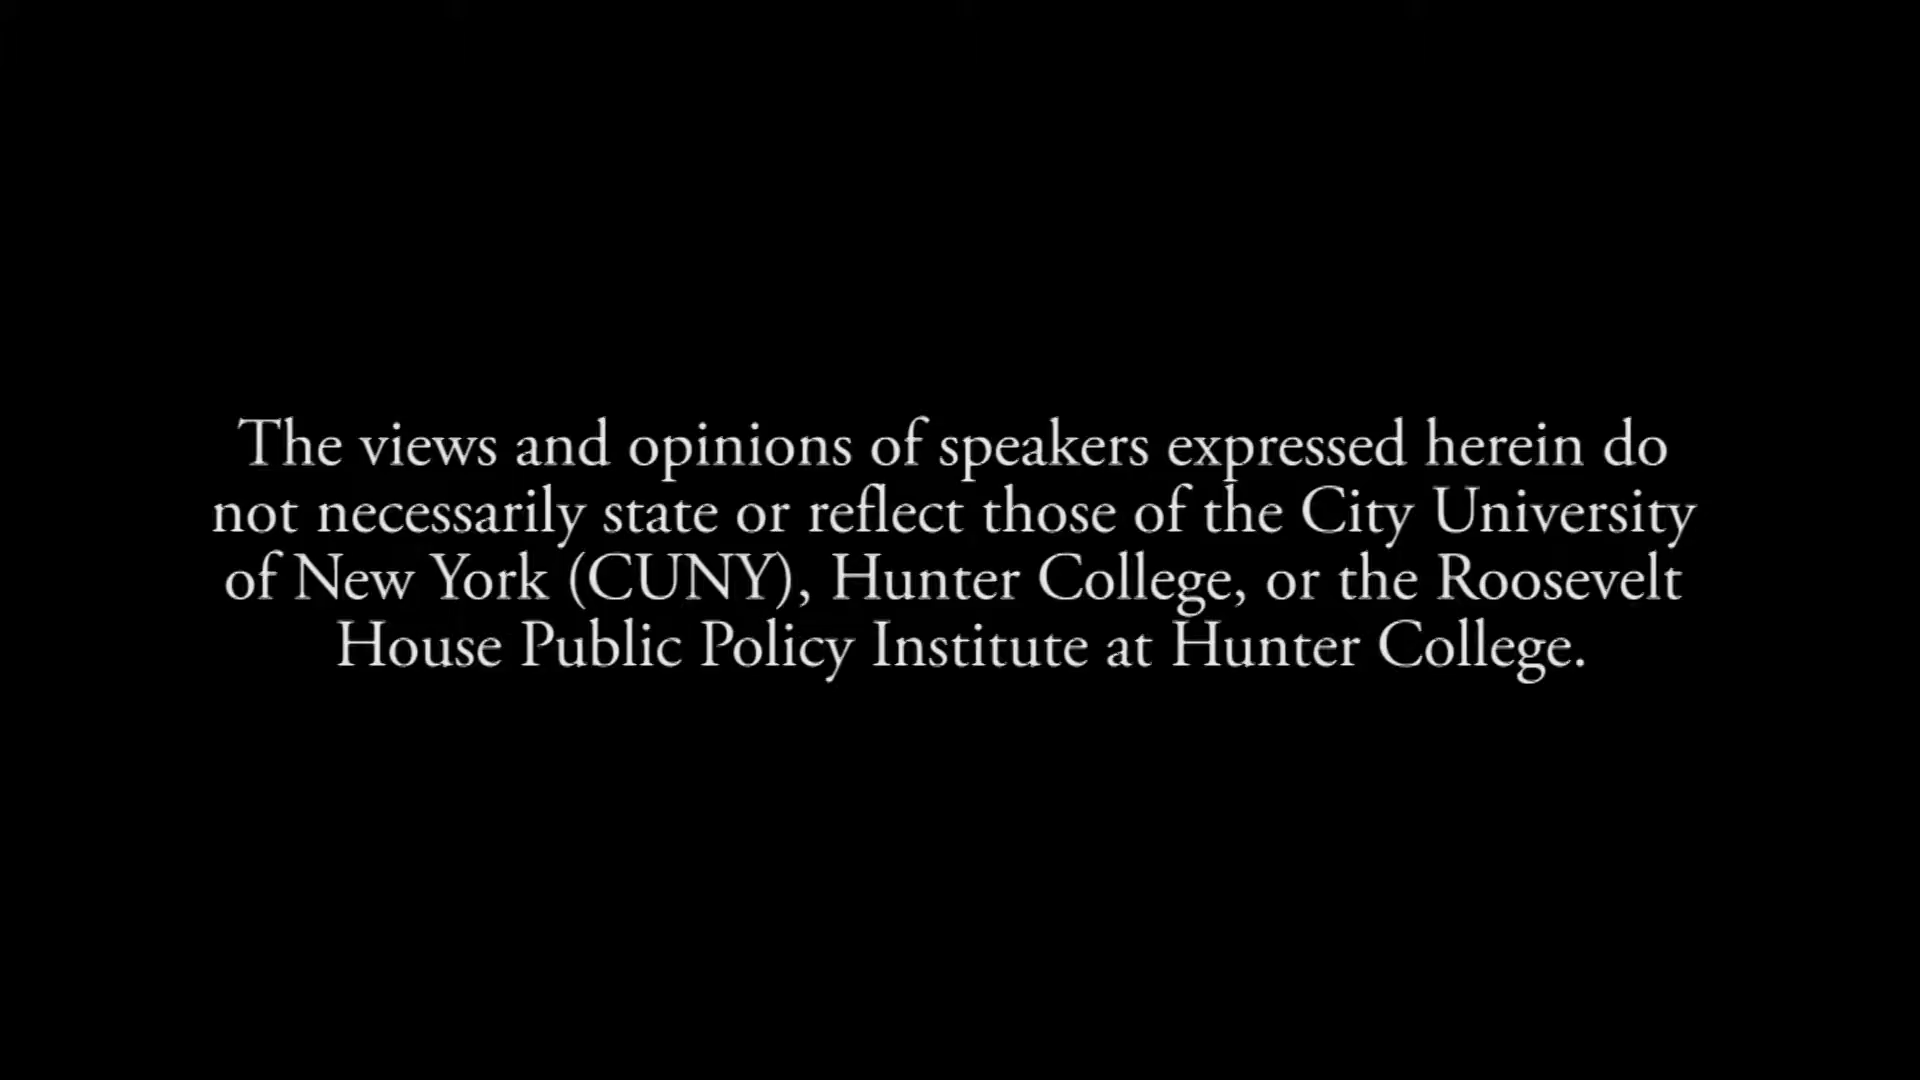 The views and opinions of speakers expressed herein do
not necessarily state or reflect those of the City University
of New York (CUNY), Hunter College, or the Roosevelt
House Public Policy Institute at Hunter College.